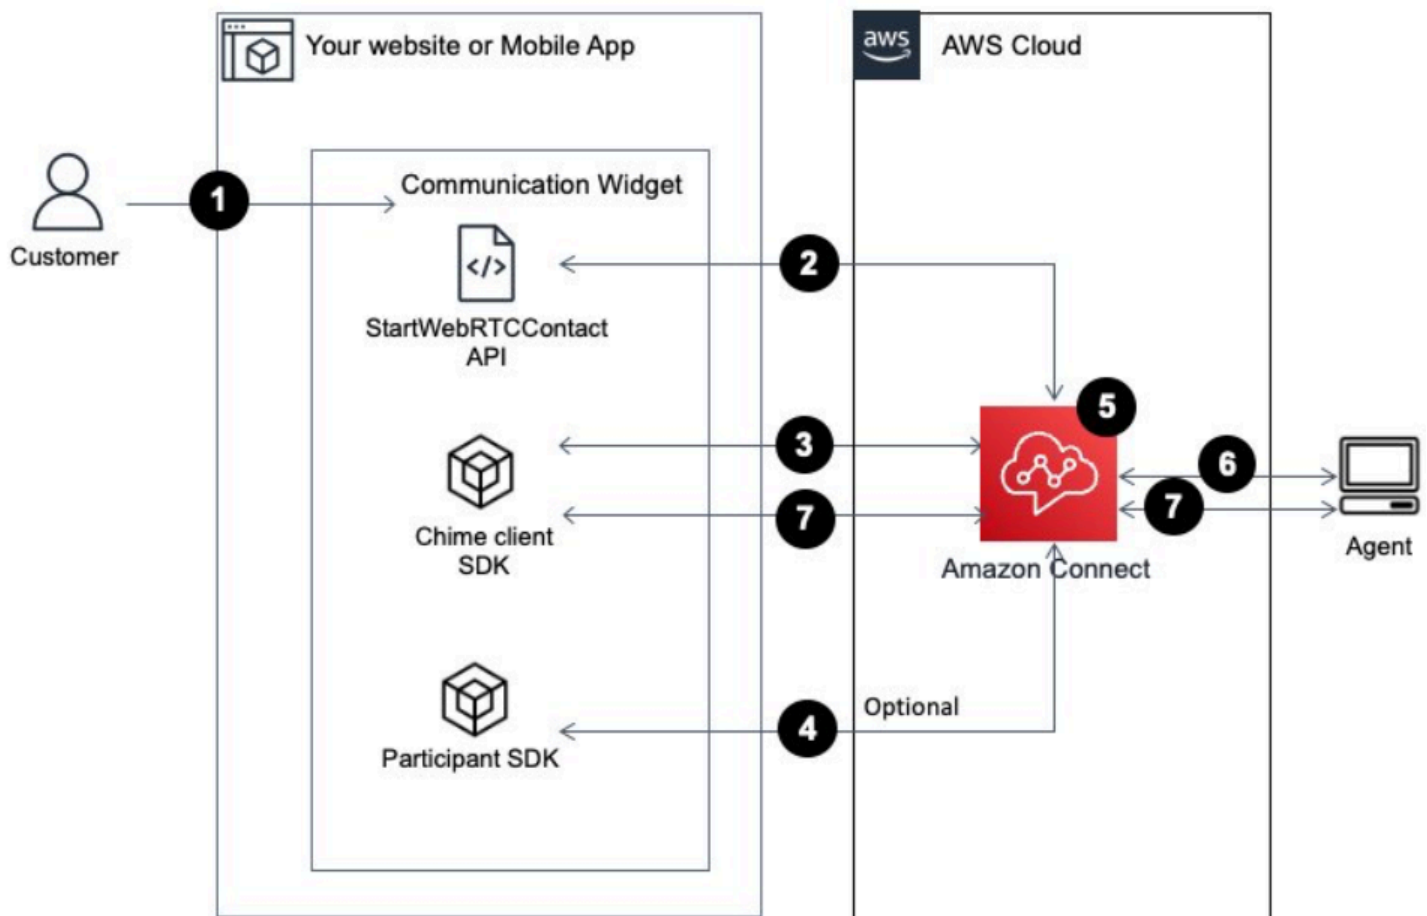 Your website or Mobile App
aws
AWS Cloud
Communication Widget
1
Customer
2
</>
StartWebRTCContact
API
5
3
6
7
7
Chime client
SDK
Agent
Amazon Connect
Optional
4
Participant SDK